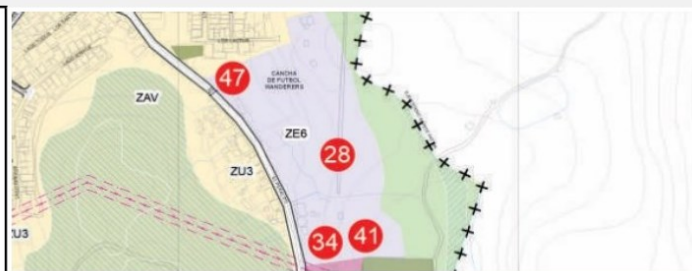 47
CANCHA
DE FUTBOL
WANDERERS
ZAV
ZE6
28
ZU3
ZU3
34
41